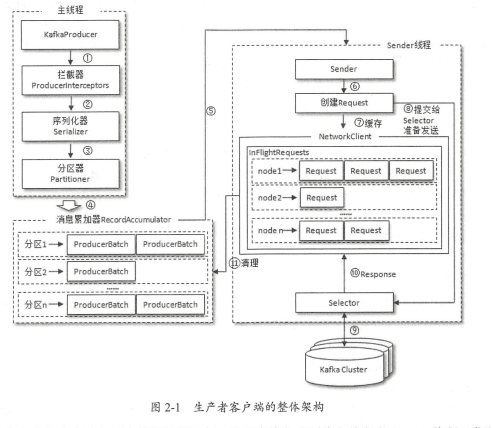 主线程
KafkaProducer
①
拦截器
ProducerInterceptors
②
序列化器
Serializer
③
分区器
Partitioner
④
消息累加器RecordAccumulator
分区1
ProducerBatch
ProducerBatch
分区2
ProducerBatch
......
分区n
ProducerBatch
ProducerBatch
⑤
Sender线程
Sender
⑥
创建Request
⑦缓存
⑧提交给
Selector
准备发送
NetworkClient
InFlightRequests
node1
Request
Request
Request
node2
Request
......
node n
Request
Request
⑪清理
⑩Response
Selector
⑨
Kafka Cluster
图 2-1 生产者客户端的整体架构